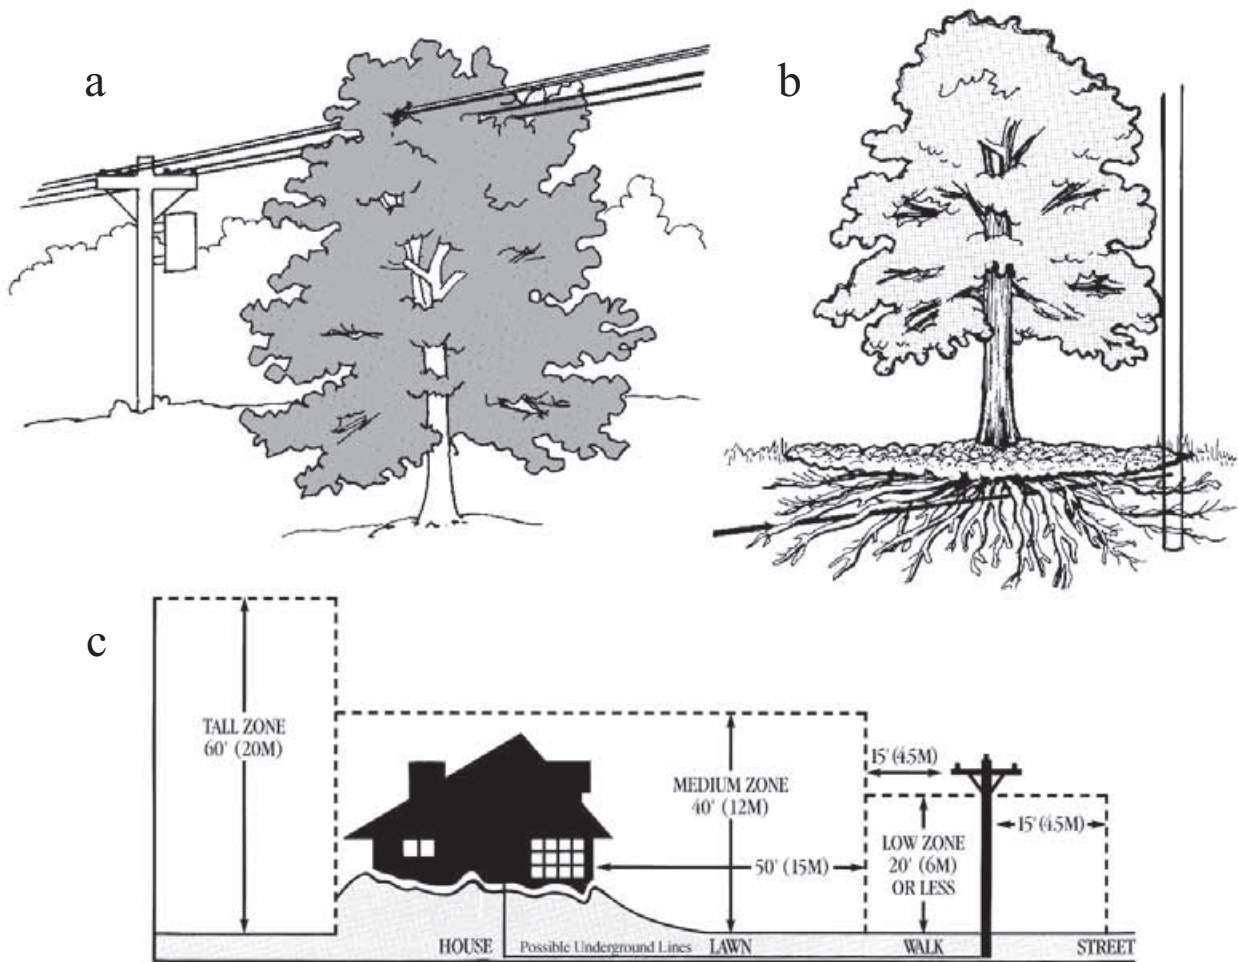 a
b
c
TALL ZONE
60' (20M)
MEDIUM ZONE
40' (12M)
15' (4.5M)
50' (15M)
LOW ZONE
20' (6M)
OR LESS
15' (4.5M)
HOUSE Possible Underground Lines LAWN WALK STREET